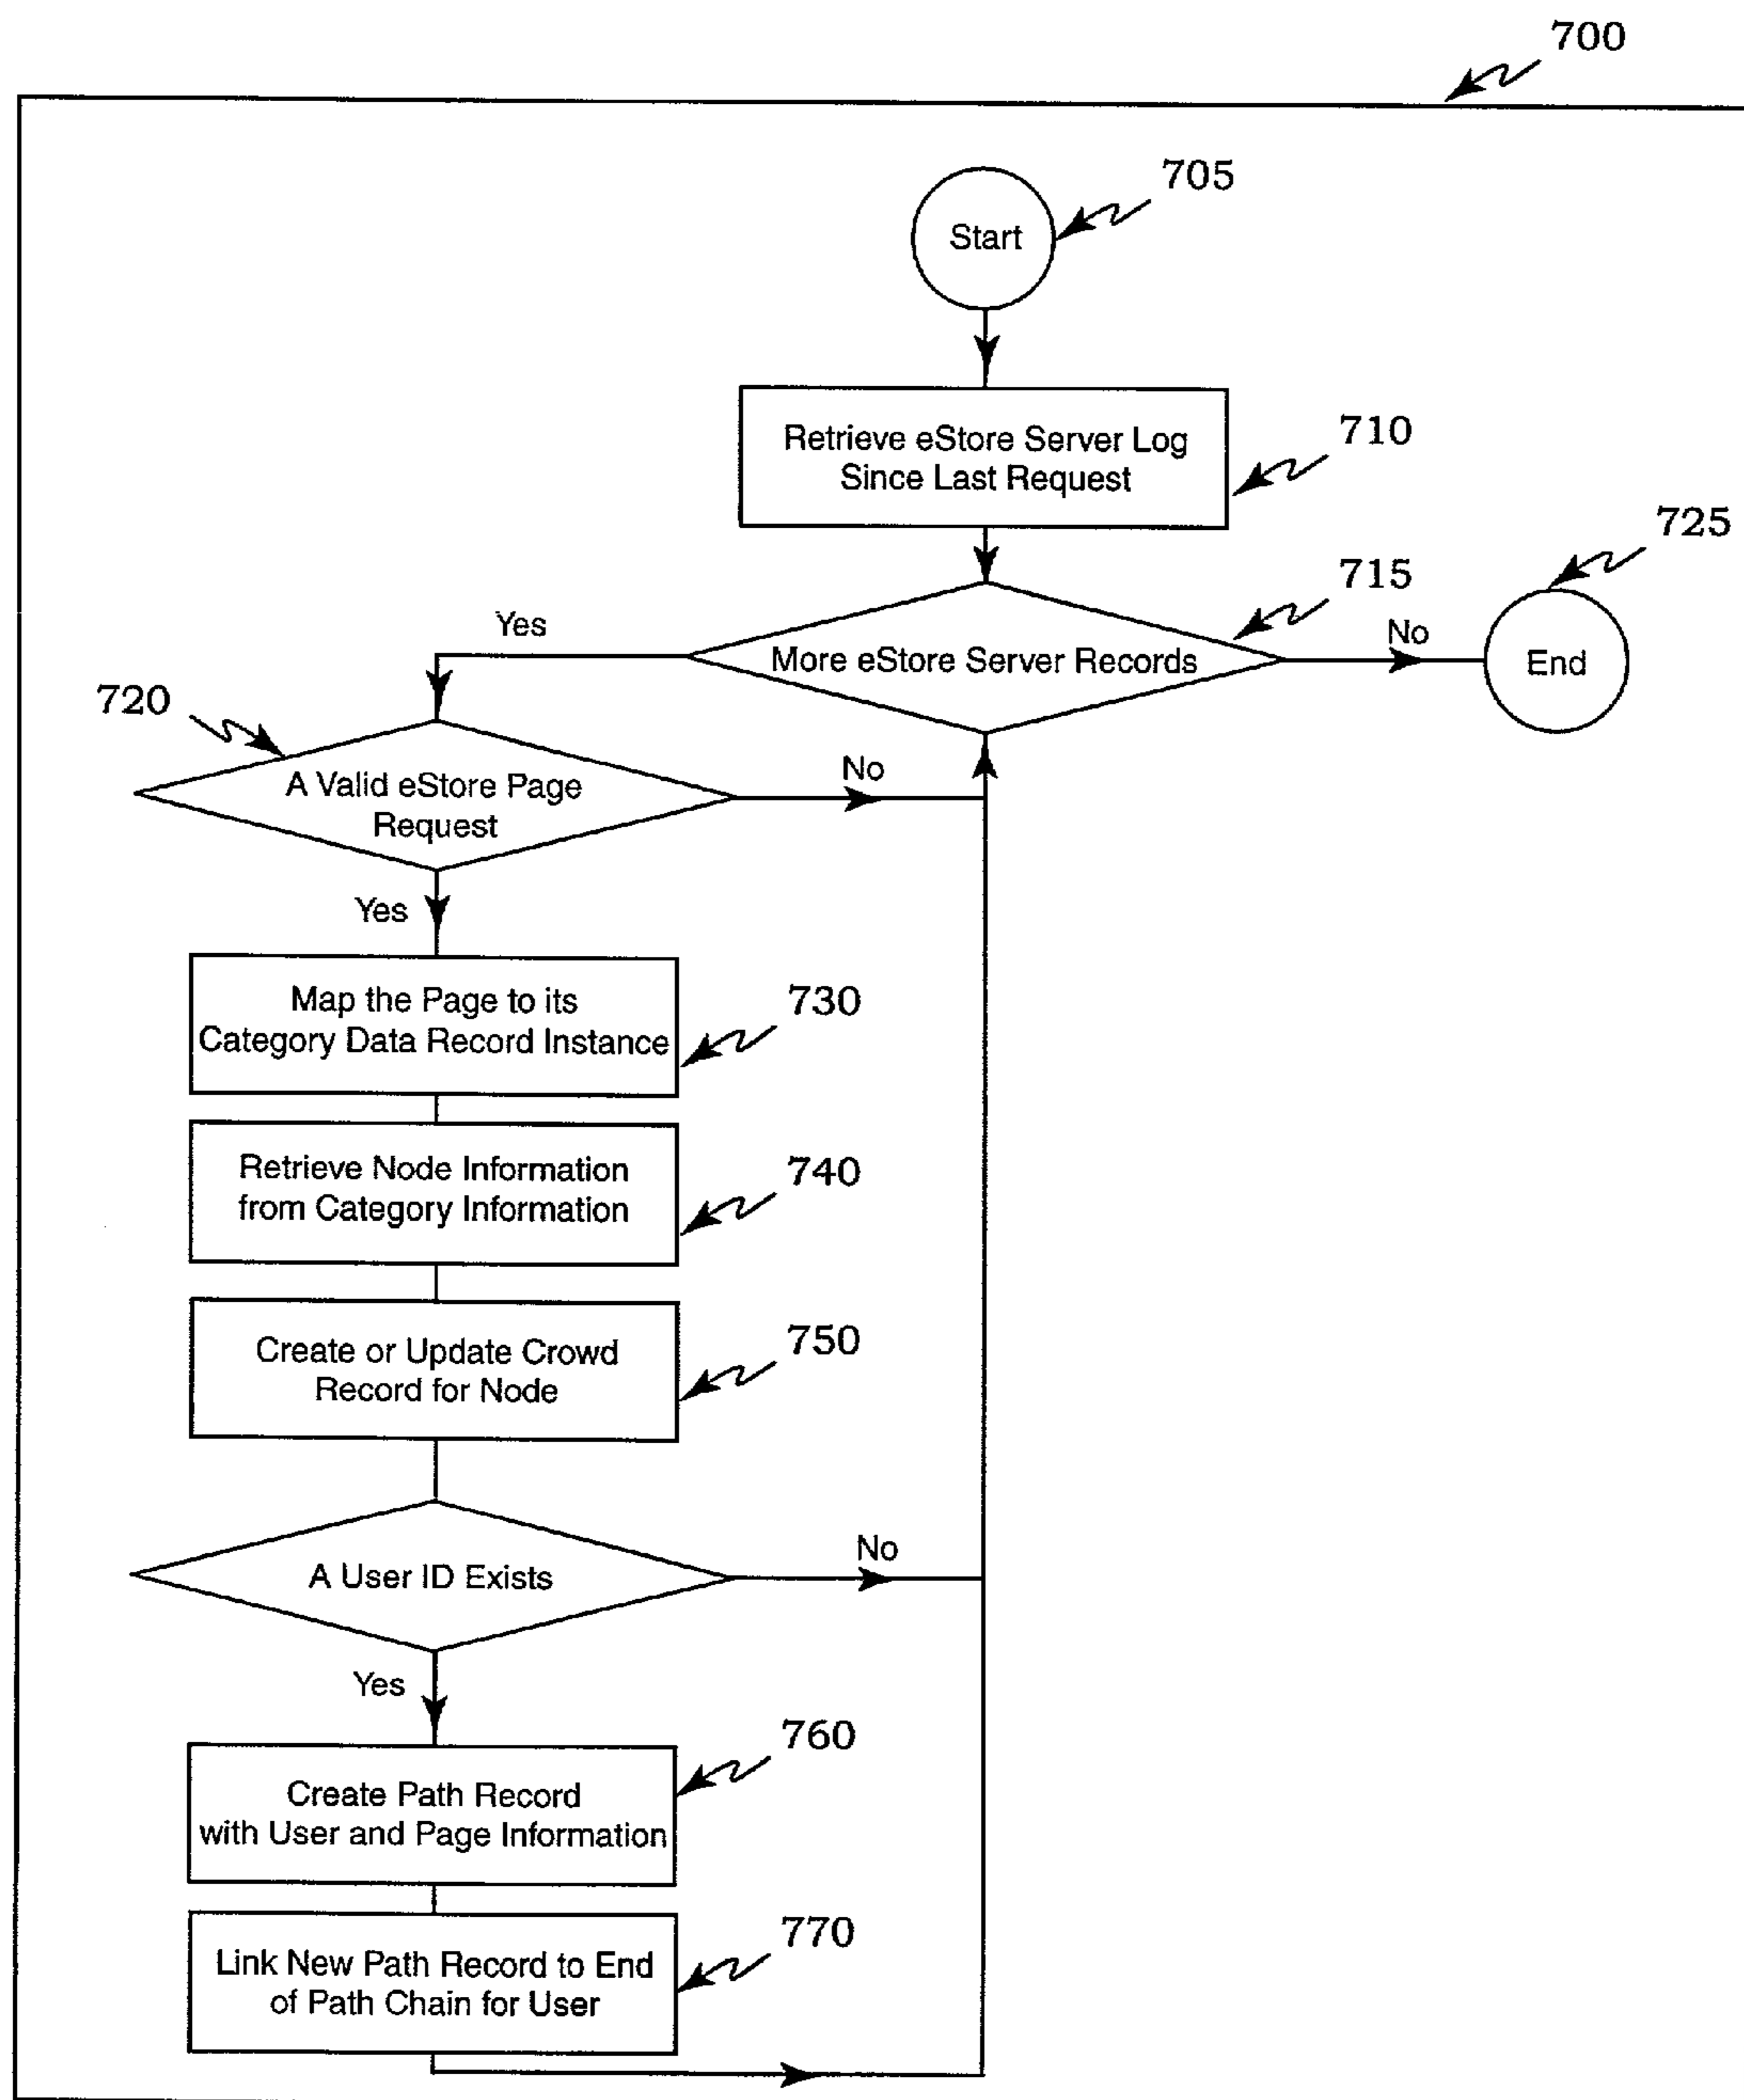 700
705
Start
Retrieve eStore Server Log
Since Last Request
710
725
715
Yes
More eStore Server Records
No
End
720
A Valid eStore Page
Request
No
Yes
Map the Page to its
Category Data Record Instance
730
Retrieve Node Information
from Category Information
740
Create or Update Crowd
Record for Node
750
A User ID Exists
No
Yes
760
Create Path Record
with User and Page Information
770
Link New Path Record to End
of Path Chain for User